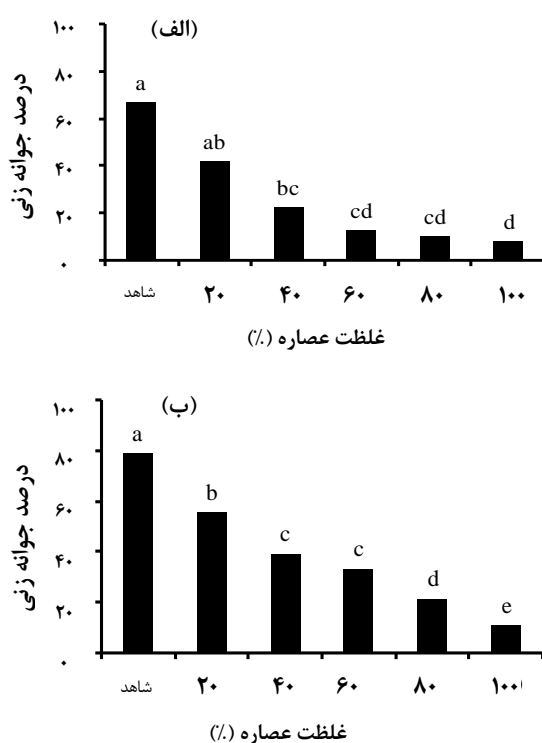 (الف)
درصد جوانه زنی
۱۰۰
۸۰
۶۰
۴۰
۲۰
۰
a
ab
bc
cd
cd
d
شاهد ۲۰ ۴۰ ۶۰ ۸۰ ۱۰۰
غلظت عصاره (٪)
(ب)
درصد جوانه زنی
۱۰۰
۸۰
۶۰
۴۰
۲۰
۰
a
b
c
c
d
e
شاهد ۲۰ ۴۰ ۶۰ ۸۰ ۱۰۰
غلظت عصاره (٪)